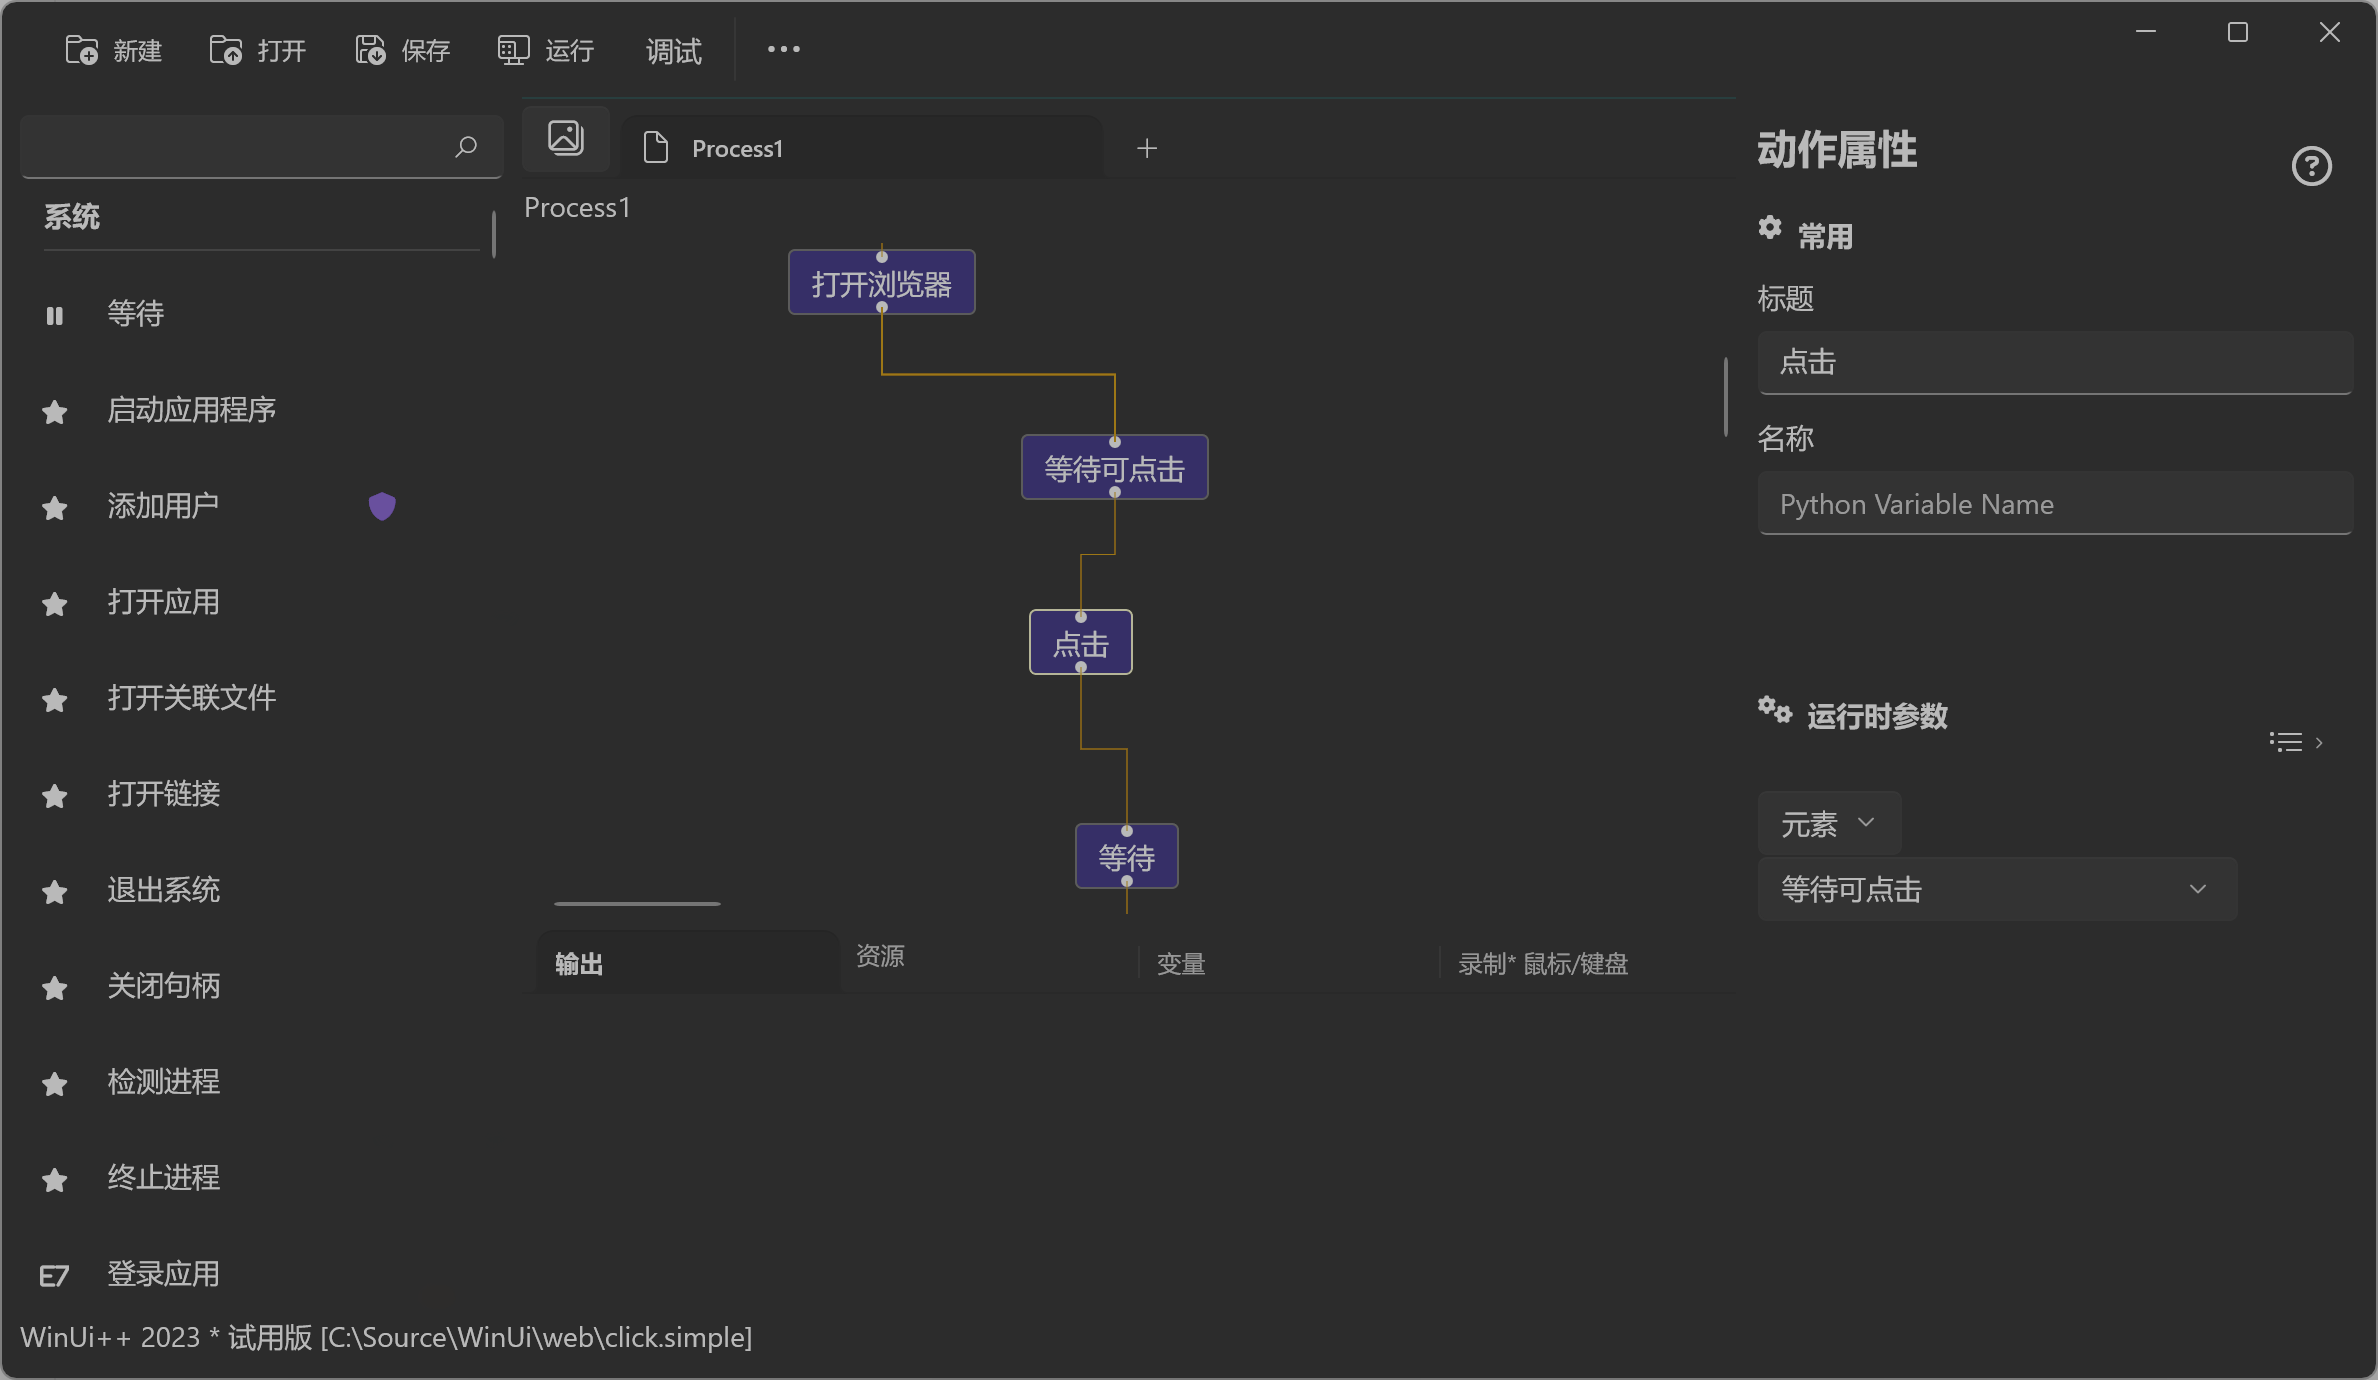 新建
打开
保存
运行
调试
系统
等待
启动应用程序
添加用户
打开应用
打开关联文件
打开链接
退出系统
关闭句柄
检测进程
终止进程
登录应用
Process1
Process1
打开浏览器
等待可点击
点击
等待
输出
资源
变量
录制* 鼠标/键盘
动作属性
常用
标题
点击
名称
Python Variable Name
运行时参数
元素
等待可点击
WinUi++ 2023 * 试用版 [C:\Source\WinUi\web\click.simple]